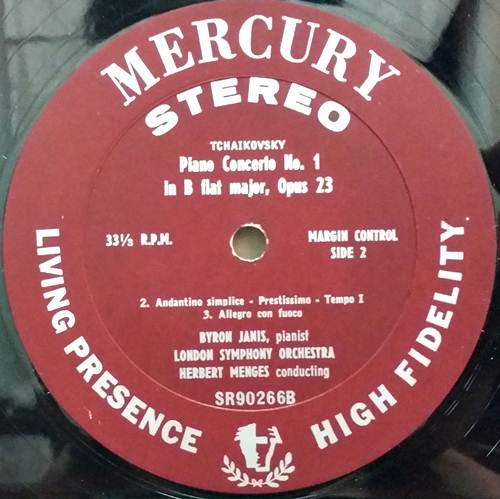 MERCURY
STEREO
TCHAIKOVSKY
Piano Concerto No. 1
in B flat major, Opus 23
33⅓ R.P.M.
MARGIN CONTROL
SIDE 2
2. Andantino simplice - Prestissimo - Tempo I
3. Allegro con fuoco
BYRON JANIS, pianist
LONDON SYMPHONY ORCHESTRA
HERBERT MENGES conducting
SR90266B
LIVING PRESENCE
HIGH FIDELITY